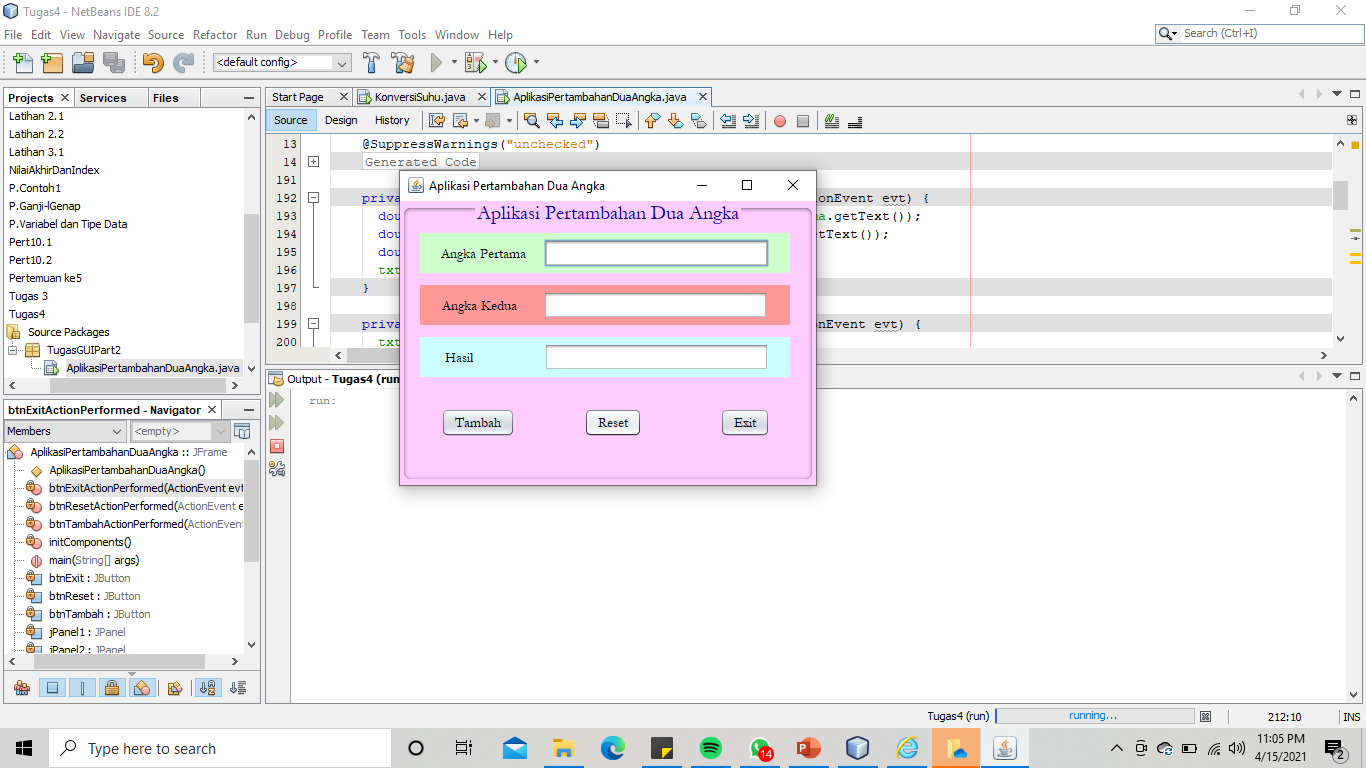 Tugas4 - NetBeans IDE 8.2
File Edit View Navigate Source Refactor Run Debug Profile Team Tools Window Help
Search (Ctrl+I)
<default config>
Projects
Services
Files
Latihan 2.1
Latihan 2.2
Latihan 3.1
NilaiAkhirDanIndex
P.Contoh1
P.Ganji-lGenap
P.Variabel dan Tipe Data
Pert10.1
Pert10.2
Pertemuan ke5
Tugas 3
Tugas4
Source Packages
TugasGUIPart2
AplikasiPertambahanDuaAngka.java
btnExitActionPerformed - Navigator
Members
<empty>
AplikasiPertambahanDuaAngka :: JFrame
AplikasiPertambahanDuaAngka()
btnExitActionPerformed(ActionEvent evt
btnResetActionPerformed(ActionEvent e
btnTambahActionPerformed(ActionEvent
initComponents()
main(String[] args)
btnExit : JButton
btnReset : JButton
btnTambah : JButton
jPanel1 : JPanel
jPanel2 : JPanel
Start Page
KonversiSuhu.java
AplikasiPertambahanDuaAngka.java
Source Design History
13 @SuppressWarnings("unchecked")
14 Generated Code
191
192 priva onEvent evt) {
193 dou a.getText());
194 dou etText());
195 dou
196 txt
197 }
198
199 priva onEvent evt) {
200 txt
Aplikasi Pertambahan Dua Angka
Aplikasi Pertambahan Dua Angka
Angka Pertama
Angka Kedua
Hasil
Tambah Reset Exit
Output - Tugas4 (run
run:
Tugas4 (run) running... 212:10 INS
Type here to search
14
11:05 PM
4/15/2021
2